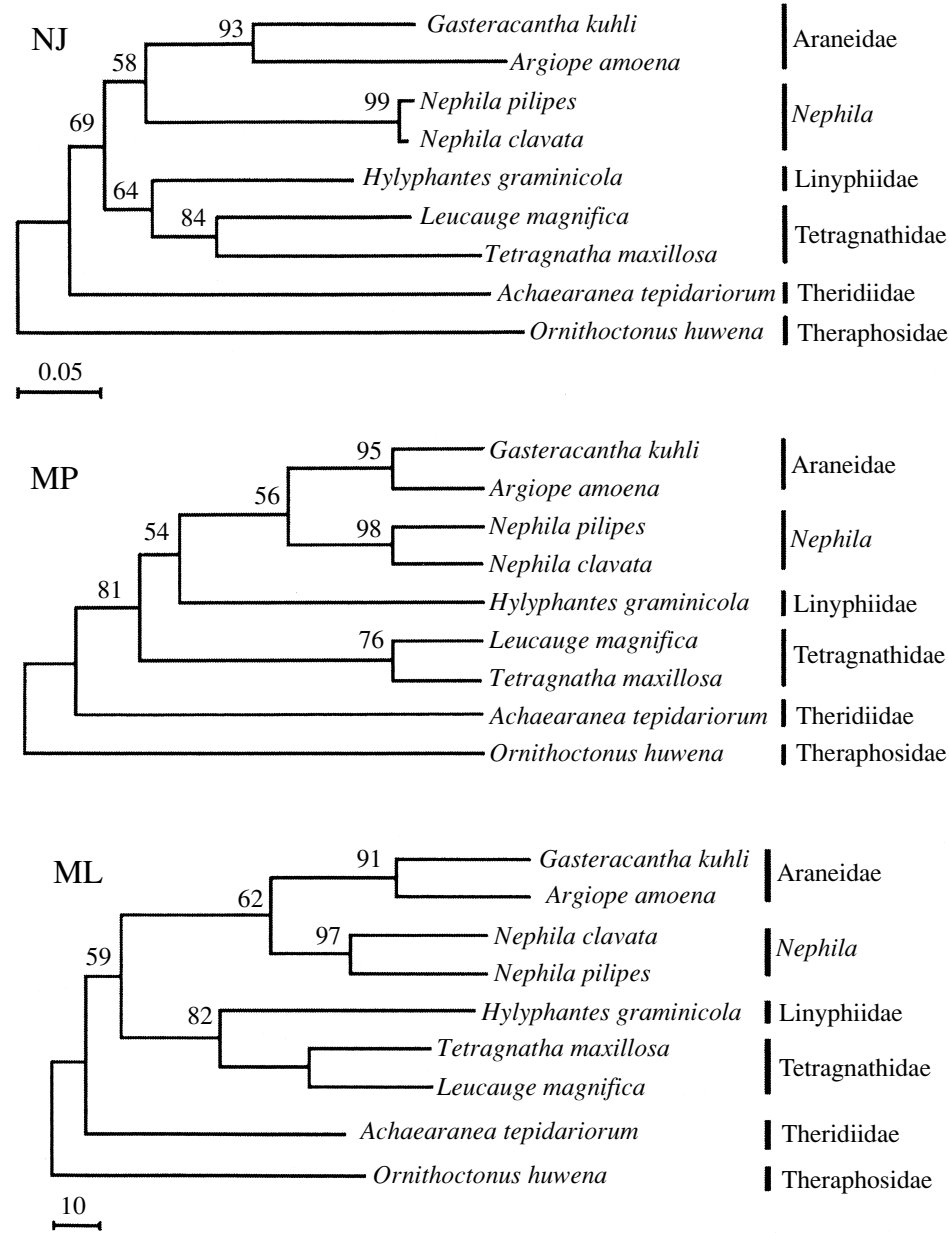 NJ
93
Gasteracantha kuhli
Araneidae
58
Argiope amoena
99
Nephila pilipes
Nephila
69
Nephila clavata
64
Hylyphantes graminicola
Linyphiidae
84
Leucauge magnifica
Tetragnathidae
Tetragnatha maxillosa
Achaearanea tepidariorum
Theridiidae
Ornithoctonus huwena
Theraphosidae
0.05
MP
95
Gasteracantha kuhli
Araneidae
56
Argiope amoena
54
98
Nephila pilipes
Nephila
Nephila clavata
81
Hylyphantes graminicola
Linyphiidae
76
Leucauge magnifica
Tetragnathidae
Tetragnatha maxillosa
Achaearanea tepidariorum
Theridiidae
Ornithoctonus huwena
Theraphosidae
ML
91
Gasteracantha kuhli
Araneidae
62
Argiope amoena
97
Nephila clavata
Nephila
59
Nephila pilipes
82
Hylyphantes graminicola
Linyphiidae
Tetragnatha maxillosa
Tetragnathidae
Leucauge magnifica
Achaearanea tepidariorum
Theridiidae
Ornithoctonus huwena
Theraphosidae
10